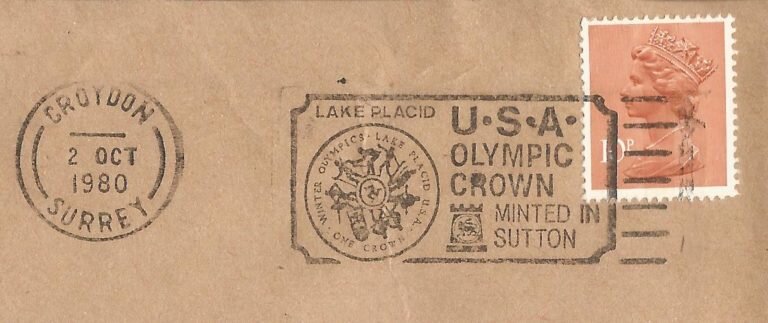 CROYDON
2 OCT
1980
SURREY
LAKE PLACID
WINTER OLYMPICS · LAKE PLACID U.S.A.
· ONE CROWN ·
U·S·A·
OLYMPIC
CROWN
MINTED IN
SUTTON
10P